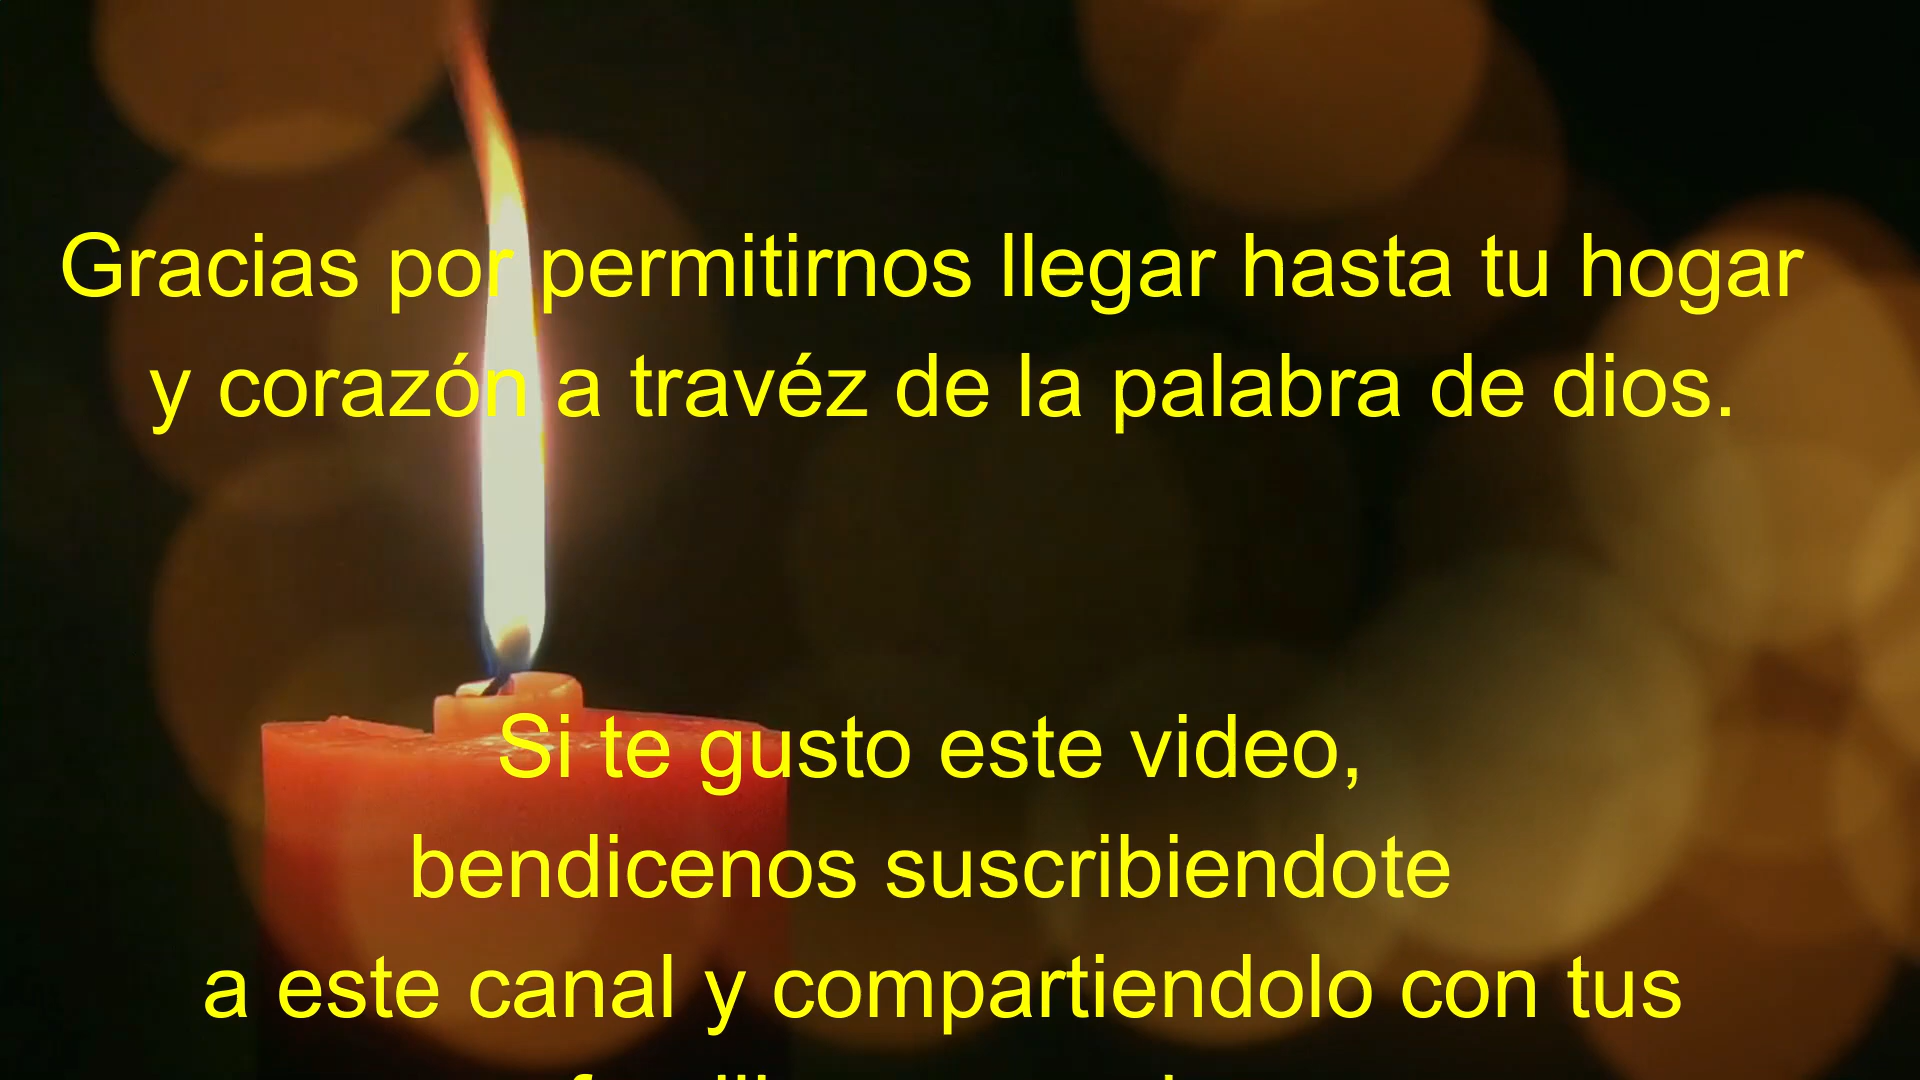 Gracias por permitirnos llegar hasta tu hogar
y corazón a travéz de la palabra de dios.
Si te gusto este video,
bendicenos suscribiendote
a este canal y compartiendolo con tus